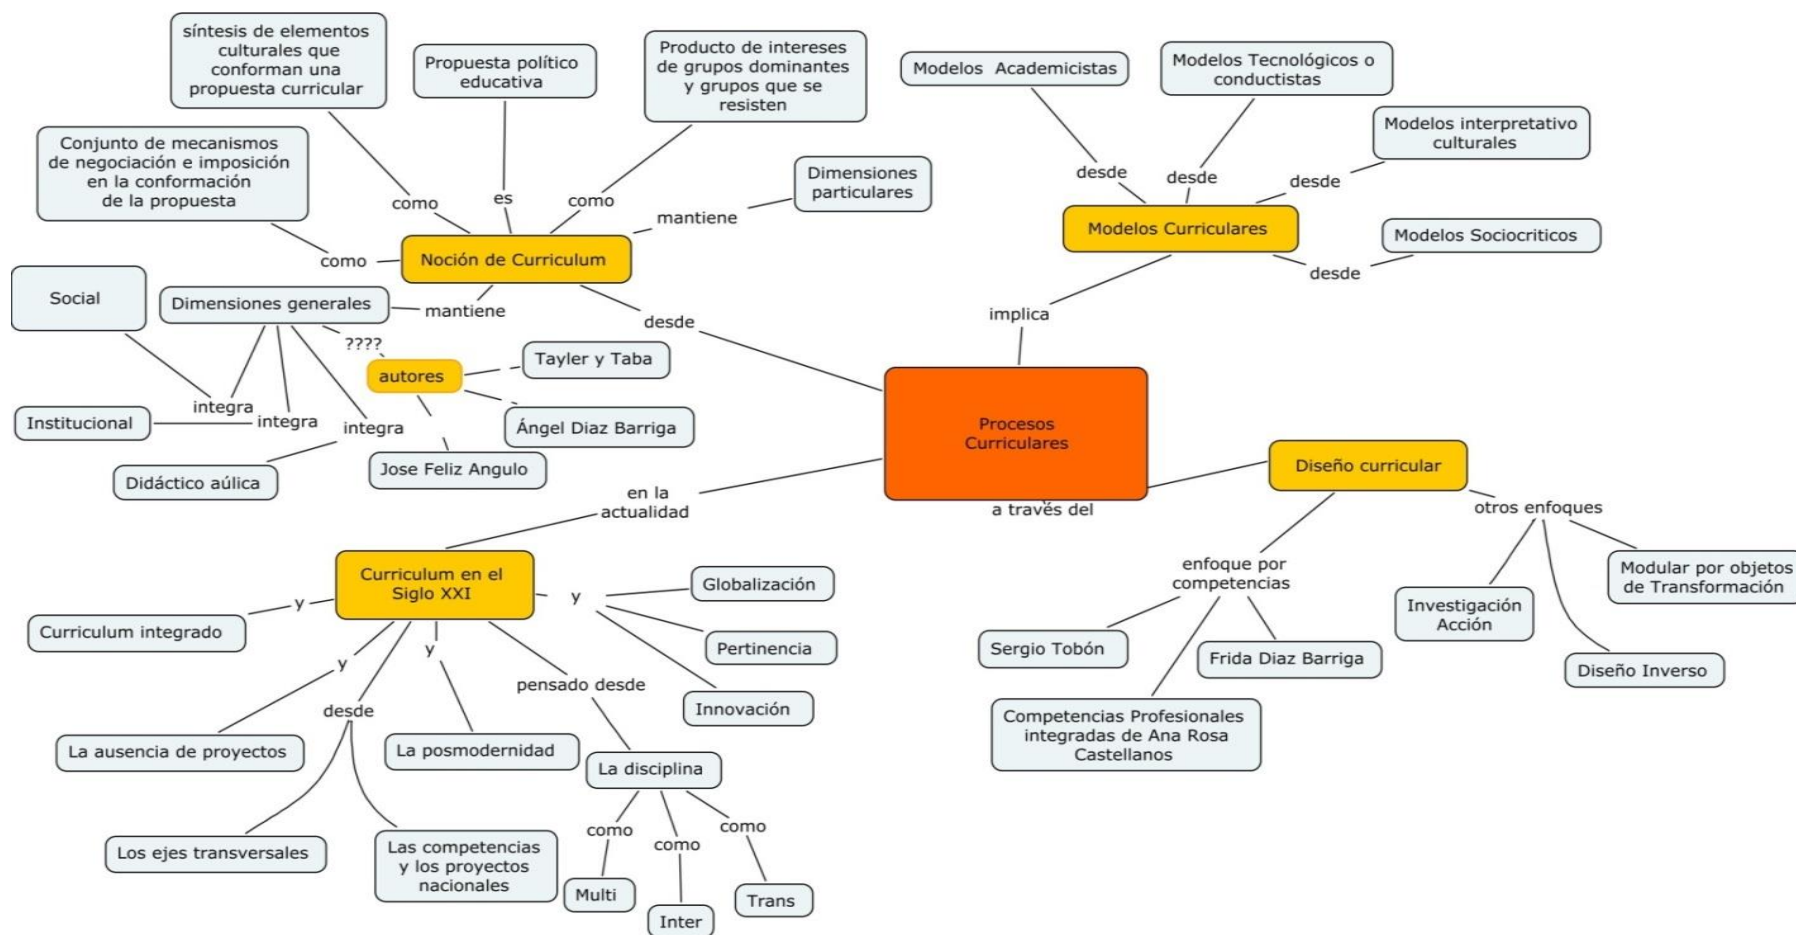 síntesis de elementos
culturales que
conforman una
propuesta curricular
Propuesta político
educativa
Producto de intereses
de grupos dominantes
y grupos que se
resisten
Modelos Academicistas
Modelos Tecnológicos o
conductistas
Conjunto de mecanismos
de negociación e imposición
en la conformación
de la propuesta
Modelos interpretativo
culturales
Dimensiones
particulares
como
es
como
mantiene
desde
desde
desde
como
Noción de Curriculum
Modelos Curriculares
Modelos Sociocriticos
desde
Social
Dimensiones generales
mantiene
desde
implica
????
autores
Tayler y Taba
Ángel Diaz Barriga
Jose Feliz Angulo
integra
integra
integra
Institucional
Didáctico aúlica
Procesos
Curriculares
en la
actualidad
a través del
Diseño curricular
otros enfoques
enfoque por
competencias
Modular por objetos
de Transformación
Investigación
Acción
Diseño Inverso
Sergio Tobón
Frida Diaz Barriga
Competencias Profesionales
integradas de Ana Rosa
Castellanos
Curriculum en el
Siglo XXI
y
Globalización
Pertinencia
Innovación
y
Curriculum integrado
y
y
pensado desde
desde
La ausencia de proyectos
La posmodernidad
La disciplina
Los ejes transversales
Las competencias
y los proyectos
nacionales
como
como
como
Multi
Inter
Trans